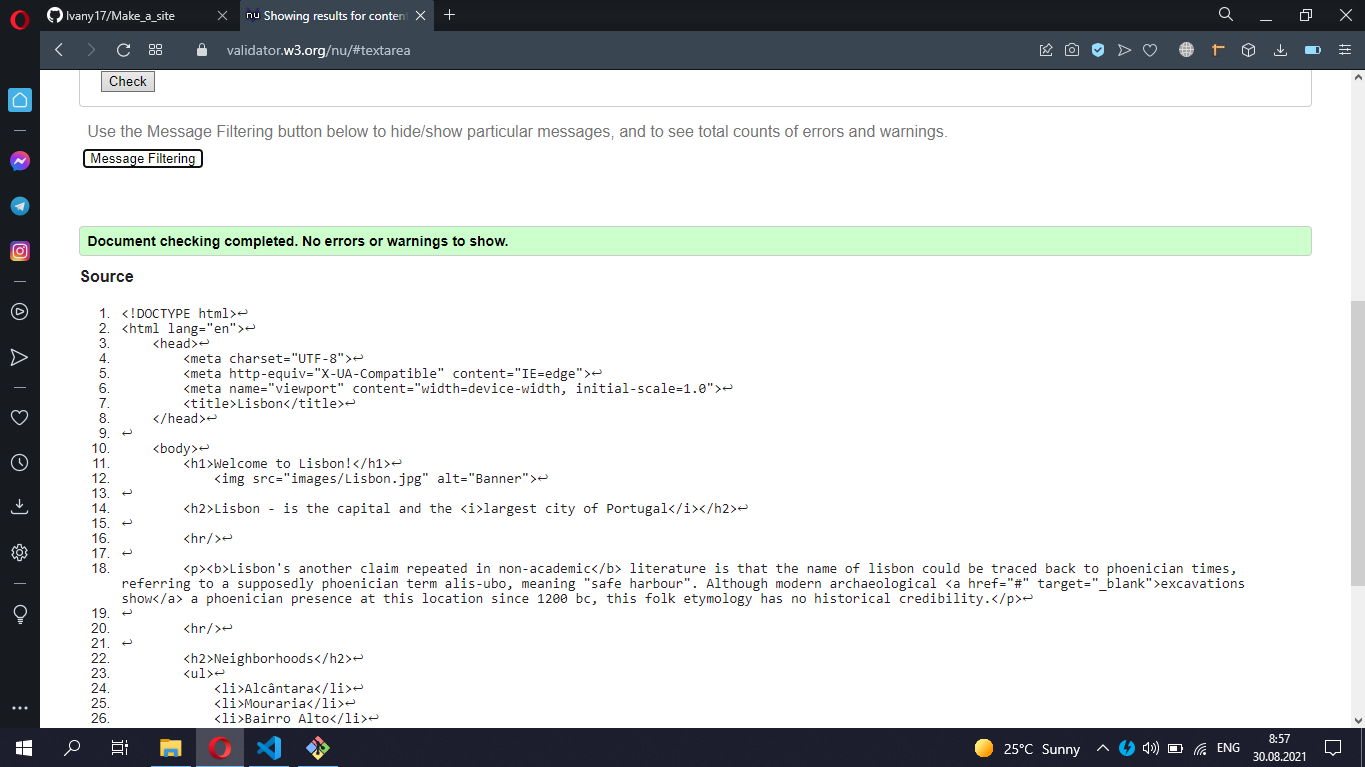 Ivany17/Make_a_site
Showing results for conten
validator.w3.org/nu/#textarea
Check
Use the Message Filtering button below to hide/show particular messages, and to see total counts of errors and warnings.
Message Filtering
Document checking completed. No errors or warnings to show.
Source
1. <!DOCTYPE html>↩
2. <html lang="en">↩
3. <head>↩
4. <meta charset="UTF-8">↩
5. <meta http-equiv="X-UA-Compatible" content="IE=edge">↩
6. <meta name="viewport" content="width=device-width, initial-scale=1.0">↩
7. <title>Lisbon</title>↩
8. </head>↩
9. ↩
10. <body>↩
11. <h1>Welcome to Lisbon!</h1>↩
12. <img src="images/Lisbon.jpg" alt="Banner">↩
13. ↩
14. <h2>Lisbon - is the capital and the <i>largest city of Portugal</i></h2>↩
15. ↩
16. <hr/>↩
17. ↩
18. <p><b>Lisbon's another claim repeated in non-academic</b> literature is that the name of lisbon could be traced back to phoenician times,
referring to a supposedly phoenician term alis-ubo, meaning "safe harbour". Although modern archaeological <a href="#" target="_blank">excavations
show</a> a phoenician presence at this location since 1200 bc, this folk etymology has no historical credibility.</p>↩
19. ↩
20. <hr/>↩
21. ↩
22. <h2>Neighborhoods</h2>↩
23. <ul>↩
24. <li>Alcântara</li>↩
25. <li>Mouraria</li>↩
26. <li>Bairro Alto</li>↩
25°C Sunny
ENG
8:57
30.08.2021